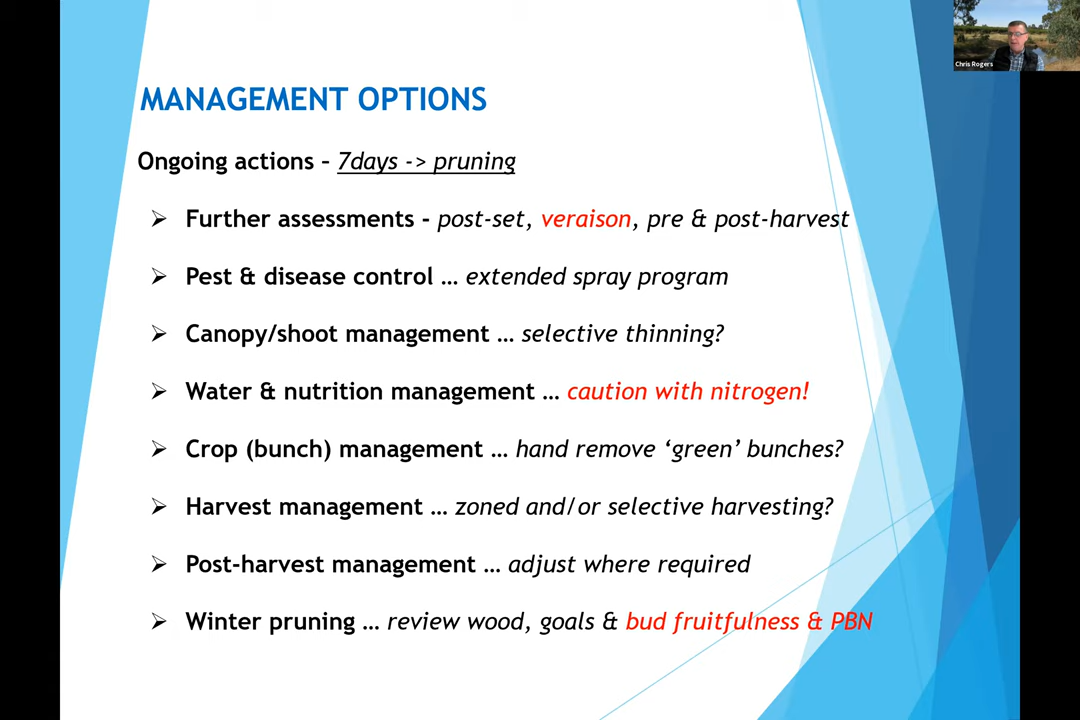 Chris Rogers
MANAGEMENT OPTIONS
Ongoing actions – 7days -> pruning
➢ Further assessments - post-set, veraison, pre & post-harvest
➢ Pest & disease control … extended spray program
➢ Canopy/shoot management … selective thinning?
➢ Water & nutrition management … caution with nitrogen!
➢ Crop (bunch) management … hand remove ‘green’ bunches?
➢ Harvest management … zoned and/or selective harvesting?
➢ Post-harvest management … adjust where required
➢ Winter pruning … review wood, goals & bud fruitfulness & PBN